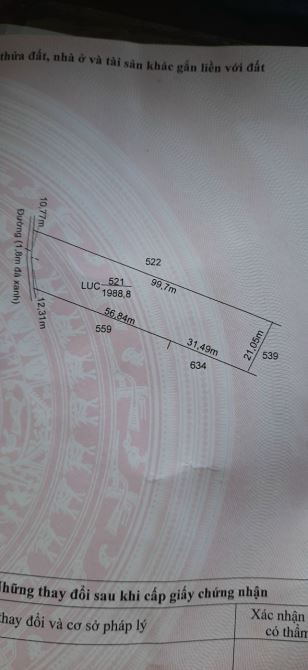 thửa đất, nhà ở và tài sản khác gắn liền với đất
10,77m
Đường (1,8m đá xanh)
12,31m
522
99,7m
LUC 521
1988,8
56,84m
559
31,49m
634
21,05m
539
Những thay đổi sau khi cấp giấy chứng nhận
thay đổi và cơ sở pháp lý
Xác nhận
có thẩm